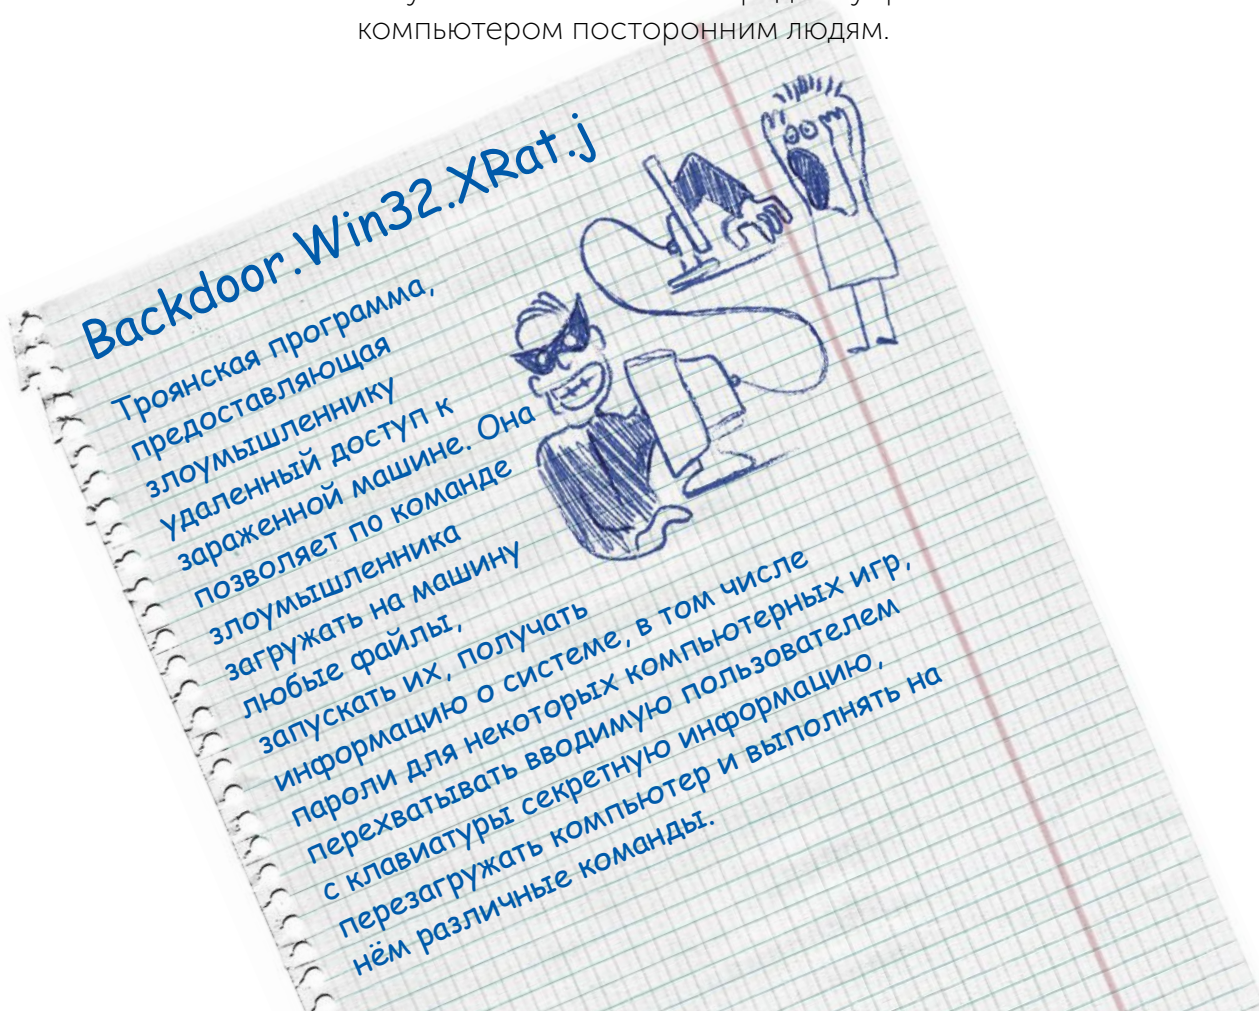 компьютером посторонним людям.
Backdoor.Win32.XRat.j
Троянская программа,
предоставляющая
злоумышленнику
удаленный доступ к
зараженной машине. Она
позволяет по команде
злоумышленника
загружать на машину
любые файлы,
запускать их, получать
информацию о системе, в том числе
пароли для некоторых компьютерных игр,
перехватывать вводимую пользователем
с клавиатуры секретную информацию,
перезагружать компьютер и выполнять на
нём различные команды.